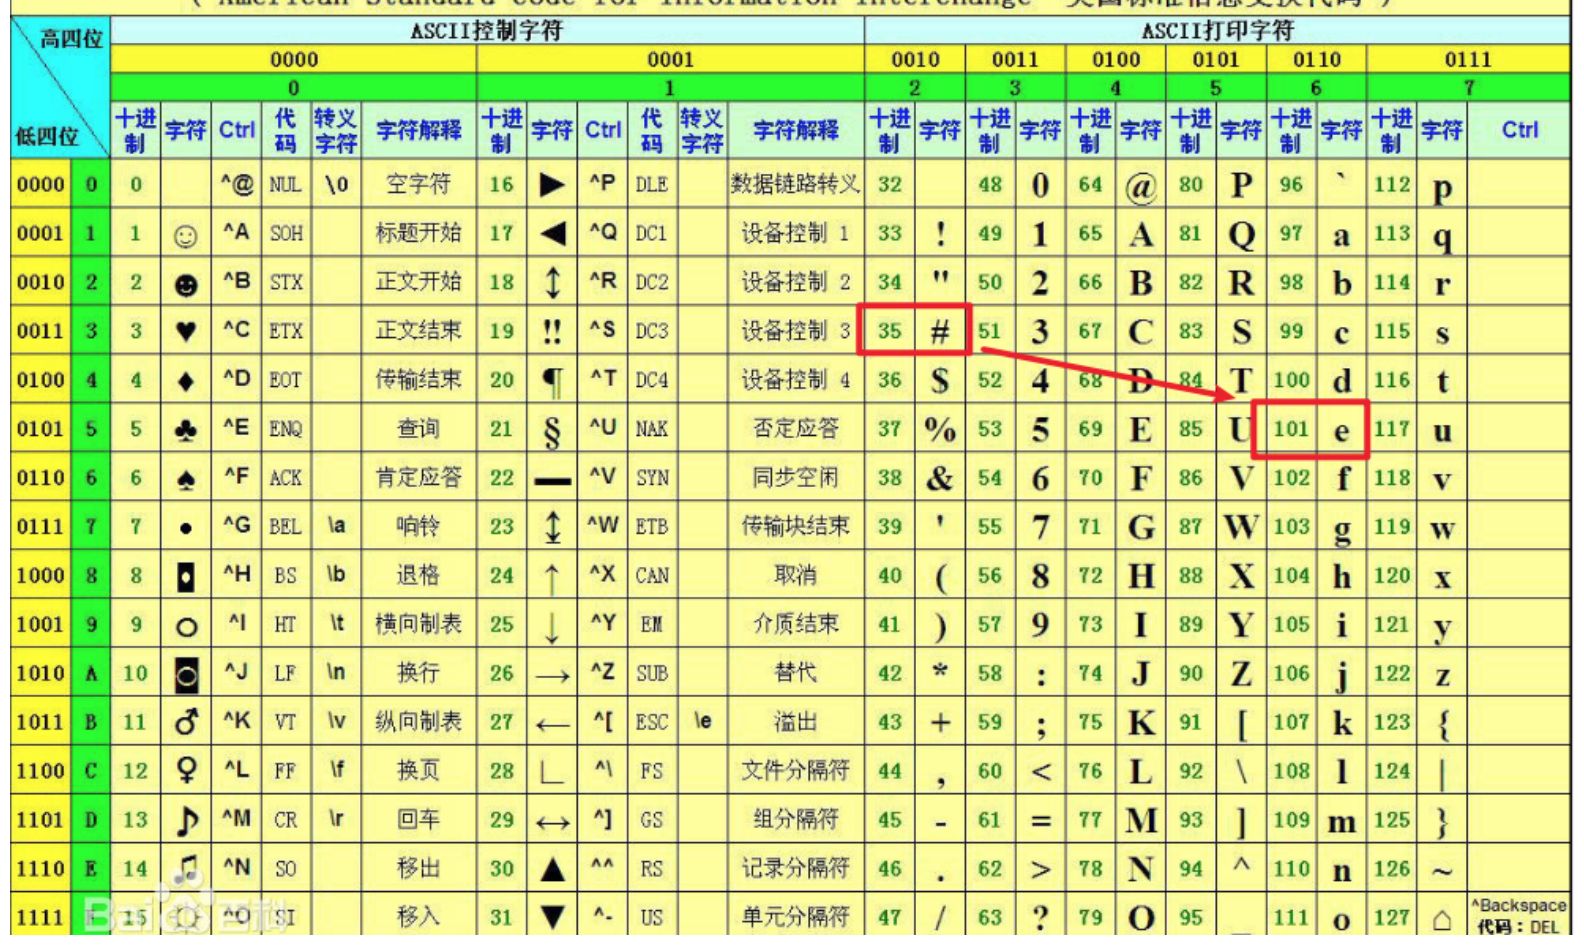 ( American Standard Code for Information Interchange 美国标准信息交换代码 )
高四位 ASCII控制字符 ASCII打印字符
0000 0001 0010 0011 0100 0101 0110 0111
0 1 2 3 4 5 6 7
低四位 十进制 字符 Ctrl 代码 转义字符 字符解释 十进制 字符 Ctrl 代码 转义字符 字符解释 十进制 字符 十进制 字符 十进制 字符 十进制 字符 十进制 字符 十进制 字符 Ctrl
0000 0 0 ^@ NUL \0 空字符 16 ► ^P DLE 数据链路转义 32 48 0 64 @ 80 P 96 ` 112 p
0001 1 1 ☺ ^A SOH 标题开始 17 ◄ ^Q DC1 设备控制 1 33 ! 49 1 65 A 81 Q 97 a 113 q
0010 2 2 ☻ ^B STX 正文开始 18 ↕ ^R DC2 设备控制 2 34 " 50 2 66 B 82 R 98 b 114 r
0011 3 3 ♥ ^C ETX 正文结束 19 ‼ ^S DC3 设备控制 3 35 # 51 3 67 C 83 S 99 c 115 s
0100 4 4 ♦ ^D EOT 传输结束 20 ¶ ^T DC4 设备控制 4 36 $ 52 4 68 D 84 T 100 d 116 t
0101 5 5 ♣ ^E ENQ 查询 21 § ^U NAK 否定应答 37 % 53 5 69 E 85 U 101 e 117 u
0110 6 6 ♠ ^F ACK 肯定应答 22 ▬ ^V SYN 同步空闲 38 & 54 6 70 F 86 V 102 f 118 v
0111 7 7 • ^G BEL \a 响铃 23 ↨ ^W ETB 传输块结束 39 ' 55 7 71 G 87 W 103 g 119 w
1000 8 8 ◘ ^H BS \b 退格 24 ↑ ^X CAN 取消 40 ( 56 8 72 H 88 X 104 h 120 x
1001 9 9 ○ ^I HT \t 横向制表 25 ↓ ^Y EM 介质结束 41 ) 57 9 73 I 89 Y 105 i 121 y
1010 A 10 ◙ ^J LF \n 换行 26 → ^Z SUB 替代 42 * 58 : 74 J 90 Z 106 j 122 z
1011 B 11 ♂ ^K VT \v 纵向制表 27 ← ^[ ESC \e 溢出 43 + 59 ; 75 K 91 [ 107 k 123 {
1100 C 12 ♀ ^L FF \f 换页 28 ∟ ^\ FS 文件分隔符 44 , 60 < 76 L 92 \ 108 l 124 |
1101 D 13 ♪ ^M CR \r 回车 29 ↔ ^] GS 组分隔符 45 - 61 = 77 M 93 ] 109 m 125 }
1110 E 14 ♫ ^N SO 移出 30 ▲ ^^ RS 记录分隔符 46 . 62 > 78 N 94 ^ 110 n 126 ~
1111 F 15 ☼ ^O SI 移入 31 ▼ ^- US 单元分隔符 47 / 63 ? 79 O 95 _ 111 o 127 ⌂ ^Backspace 代码：DEL
Baidu百科